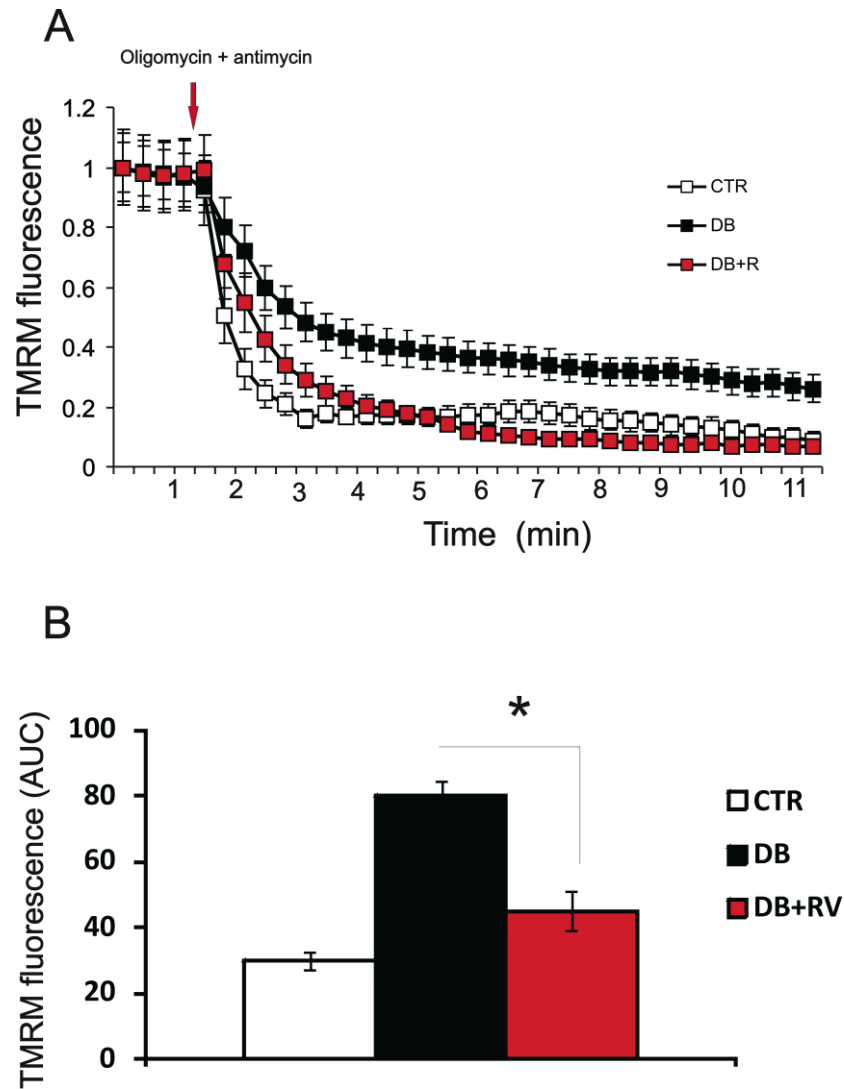 A
Oligomycin + antimycin
TMRM fluorescence
1.2
1
0.8
0.6
0.4
0.2
0
CTR
DB
DB+R
1 2 3 4 5 6 7 8 9 10 11
Time (min)
B
TMRM fluorescence (AUC)
100
80
60
40
20
0
*
CTR
DB
DB+RV